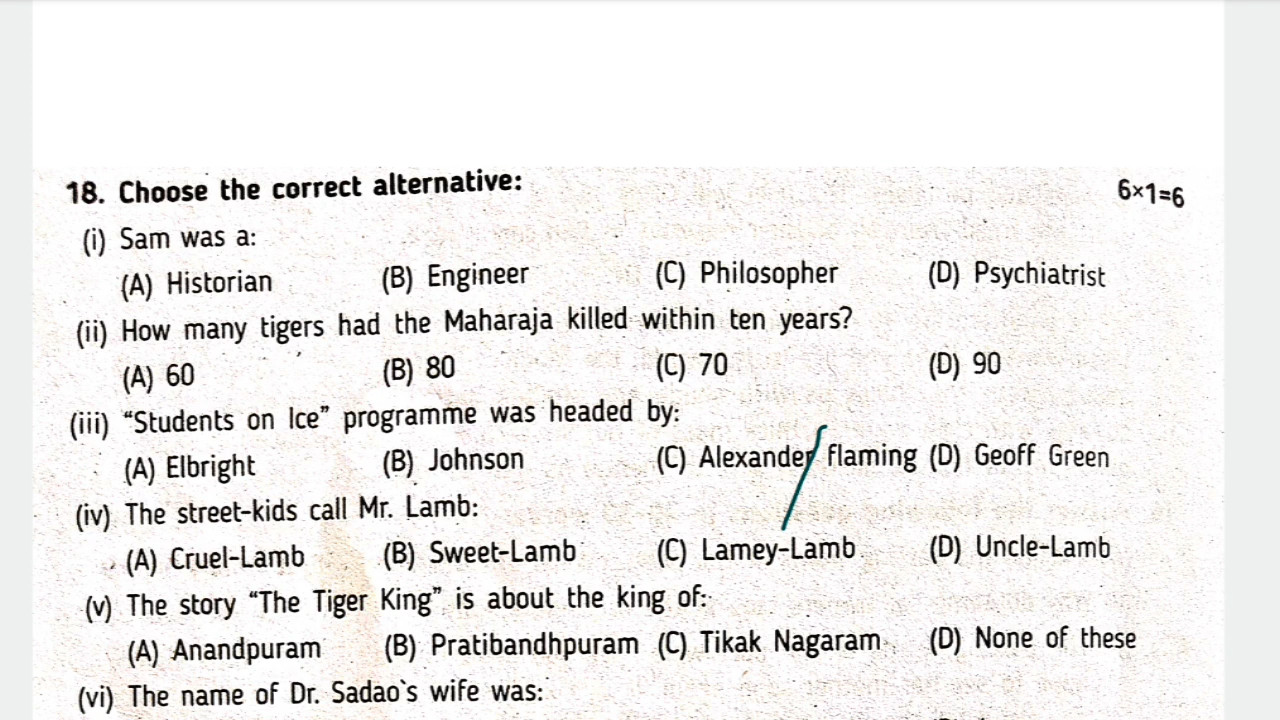 18. Choose the correct alternative: 6×1=6
(i) Sam was a:
(A) Historian (B) Engineer (C) Philosopher (D) Psychiatrist
(ii) How many tigers had the Maharaja killed within ten years?
(A) 60 (B) 80 (C) 70 (D) 90
(iii) “Students on Ice” programme was headed by:
(A) Elbright (B) Johnson (C) Alexander flaming (D) Geoff Green
(iv) The street-kids call Mr. Lamb:
(A) Cruel-Lamb (B) Sweet-Lamb (C) Lamey-Lamb (D) Uncle-Lamb
(v) The story “The Tiger King” is about the king of:
(A) Anandpuram (B) Pratibandhpuram (C) Tikak Nagaram (D) None of these
(vi) The name of Dr. Sadao`s wife was: